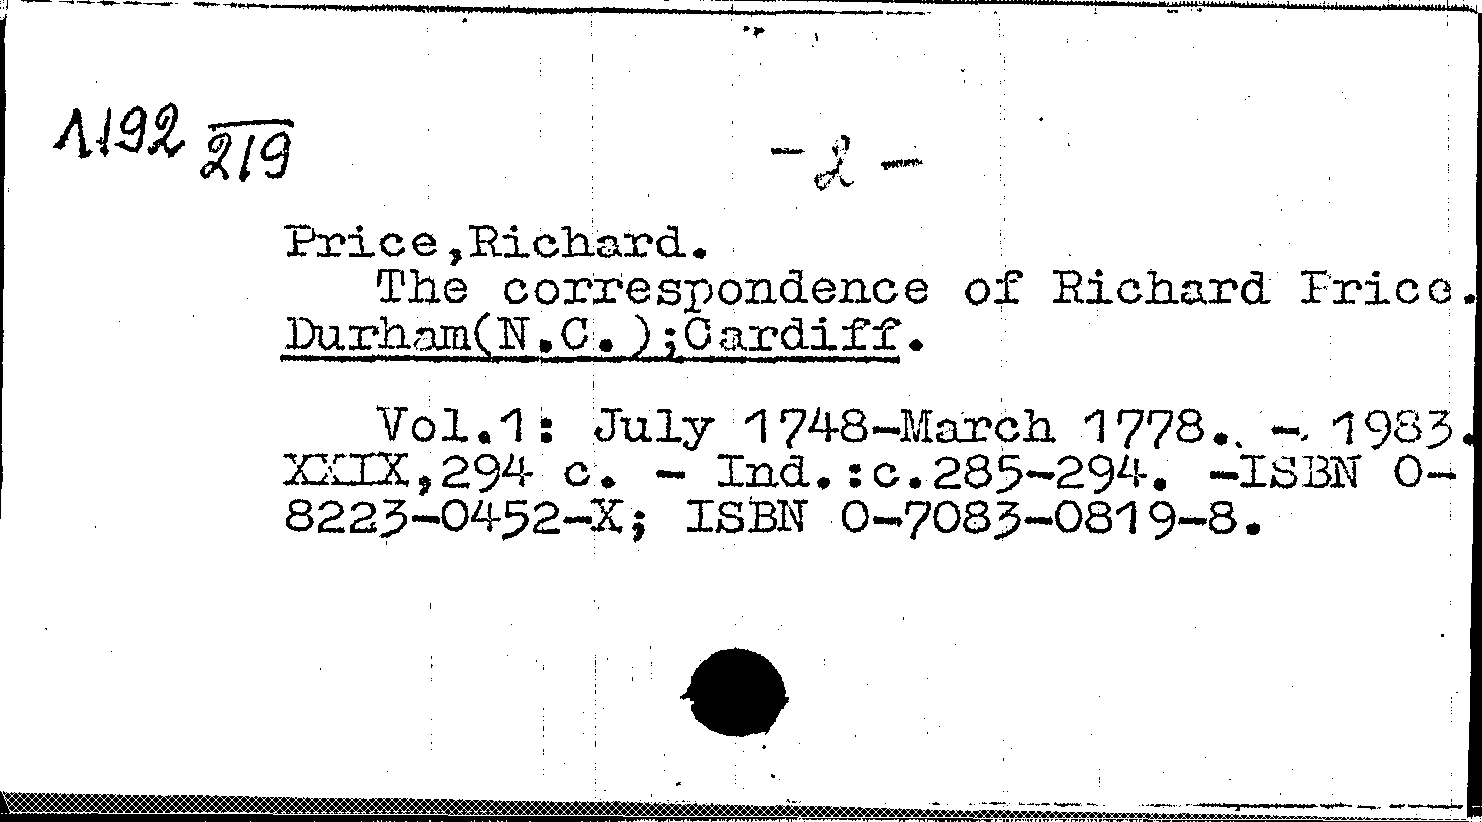 1192 219
- 2 -
Price,Richard.
The correspondence of Richard Price.
Durham(N.C.);Cardiff.
Vol.1: July 1748-March 1778. - 1983.
XXIX,294 c. - Ind.:c.285-294. -ISBN 0-
8223-0452-X; ISBN 0-7083-0819-8.